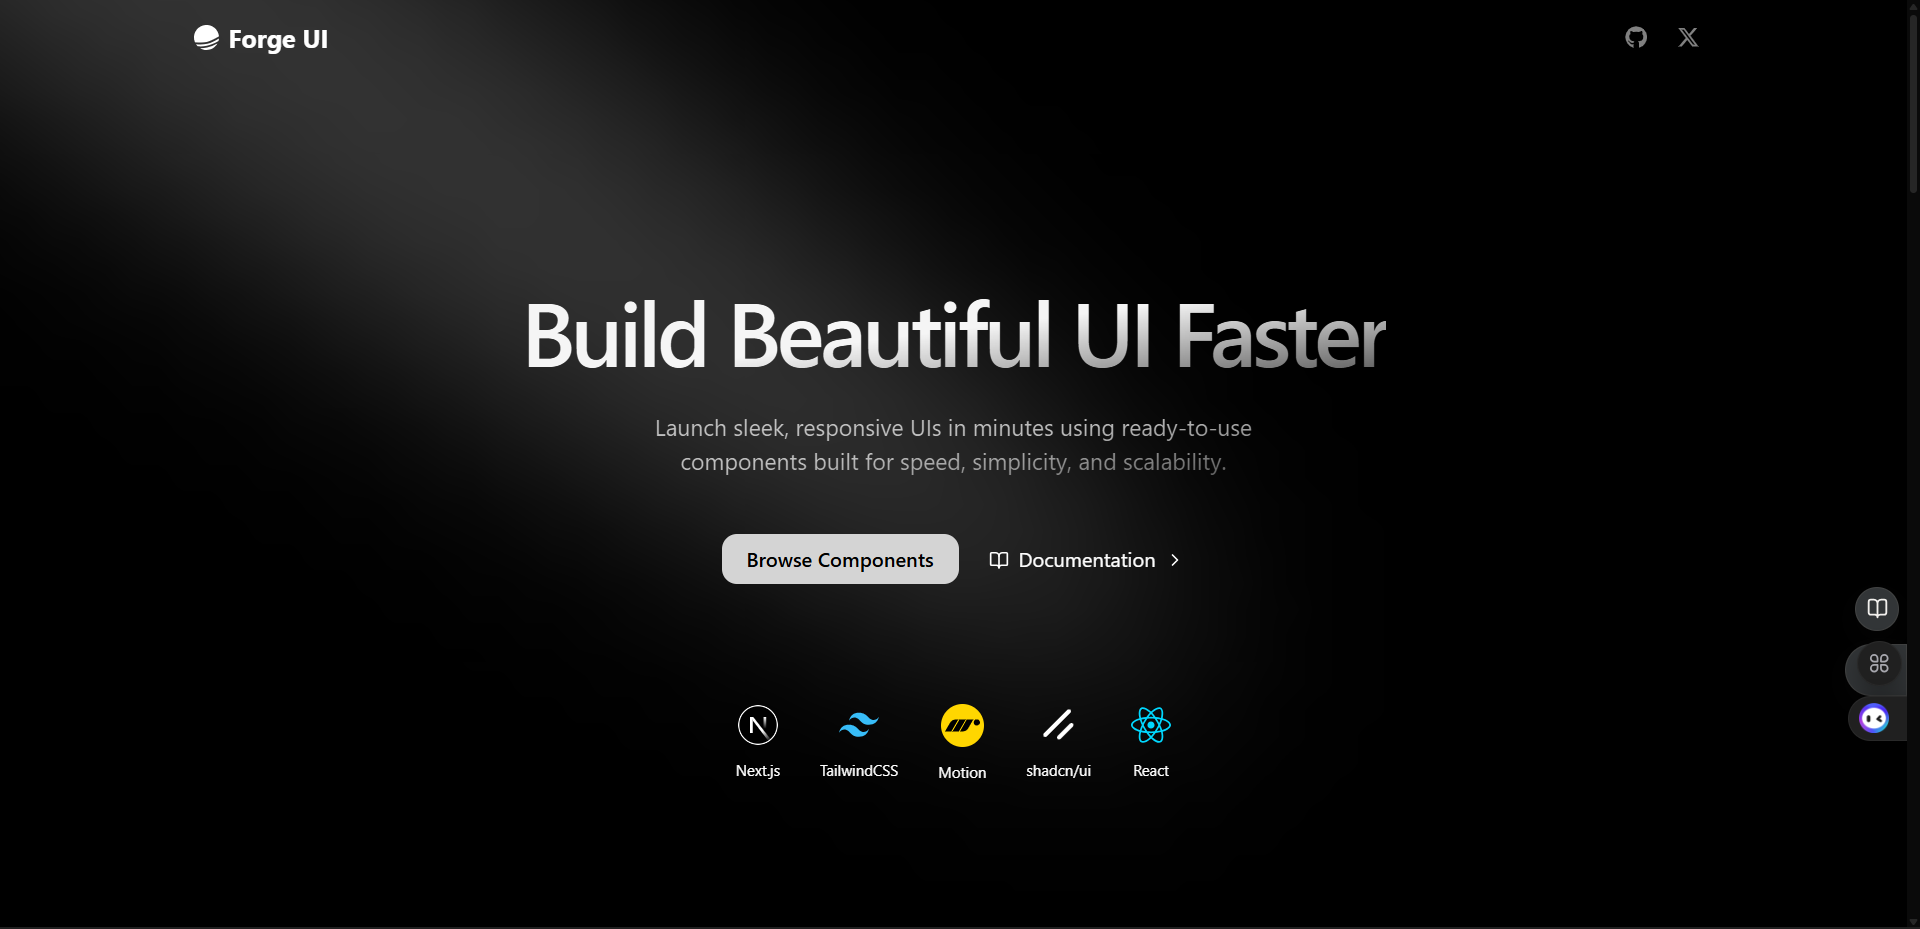 Forge UI
Build Beautiful UI Faster
Launch sleek, responsive UIs in minutes using ready-to-use
components built for speed, simplicity, and scalability.
Browse Components
Documentation
Next.js
TailwindCSS
Motion
shadcn/ui
React